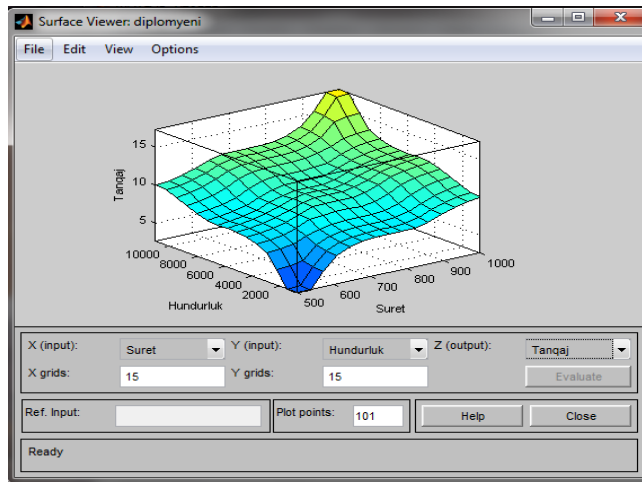 Surface Viewer: diplomyeni
File Edit View Options
15
10
5
Tanqaj
10000
8000
6000
4000
2000
Hundurluk
500
600
700
800
900
1000
Suret
X (input): Suret Y (input): Hundurluk Z (output): Tanqaj
X grids: 15 Y grids: 15 Evaluate
Ref. Input: Plot points: 101 Help Close
Ready